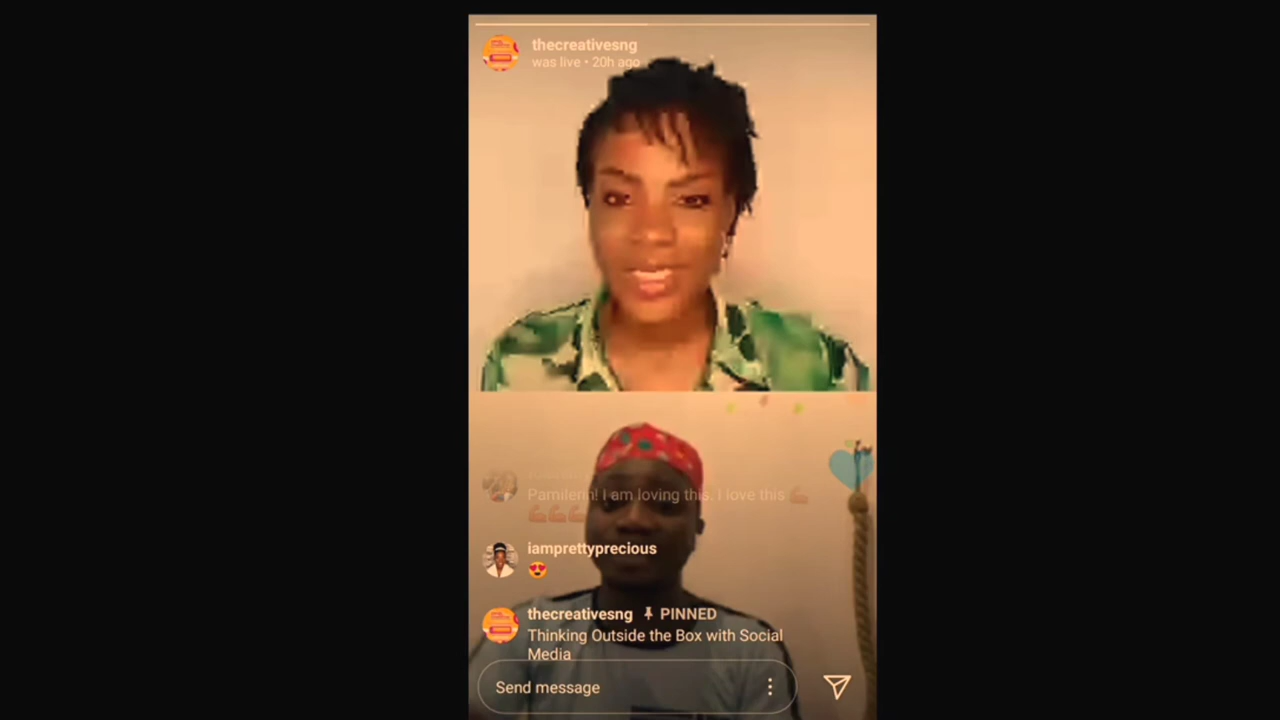 thecreativesng
was live • 20h ago
Pamilerin! I am loving this. I love this 💪🏾
💪🏾💪🏾💪🏾
iamprettyprecious
😍
thecreativesng 📌 PINNED
Thinking Outside the Box with Social
Media
Send message